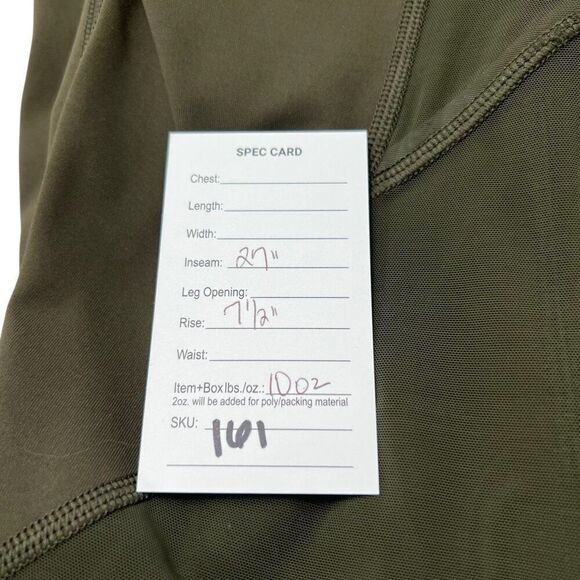 SPEC CARD
Chest:
Length:
Width:
Inseam: 27"
Leg Opening:
Rise: 7 1/2"
Waist:
Item+Box lbs./oz.: 10oz
2oz. will be added for poly/packing material
SKU: 161